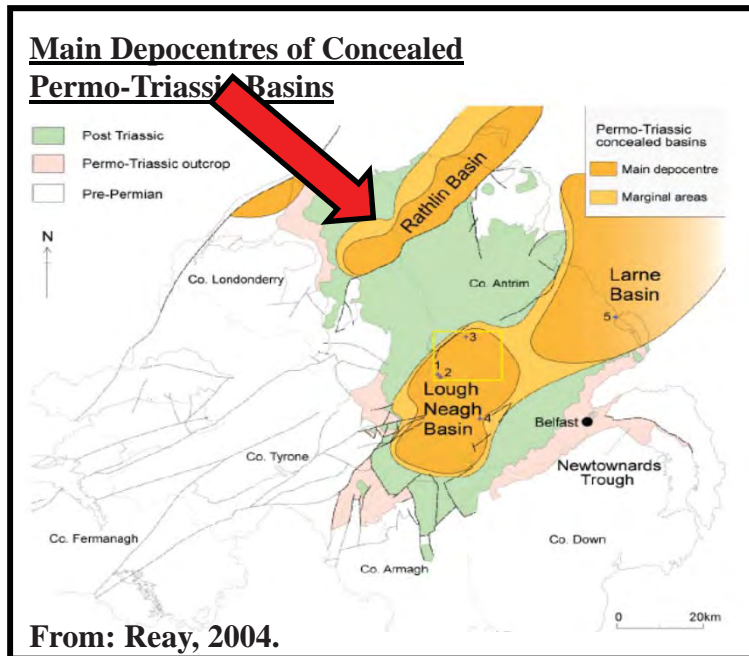 Main Depocentres of Concealed
Permo-Triassic Basins
Post Triassic
Permo-Triassic outcrop
Pre-Permian
N
Permo-Triassic
concealed basins
Main depocentre
Marginal areas
Rathlin Basin
Co. Londonderry
Co. Antrim
Larne
Basin
5
3
1
2
Lough
Neagh
Basin
4
Belfast
Newtownards
Trough
Co. Tyrone
Co. Fermanagh
Co. Armagh
Co. Down
0 20km
From: Reay, 2004.